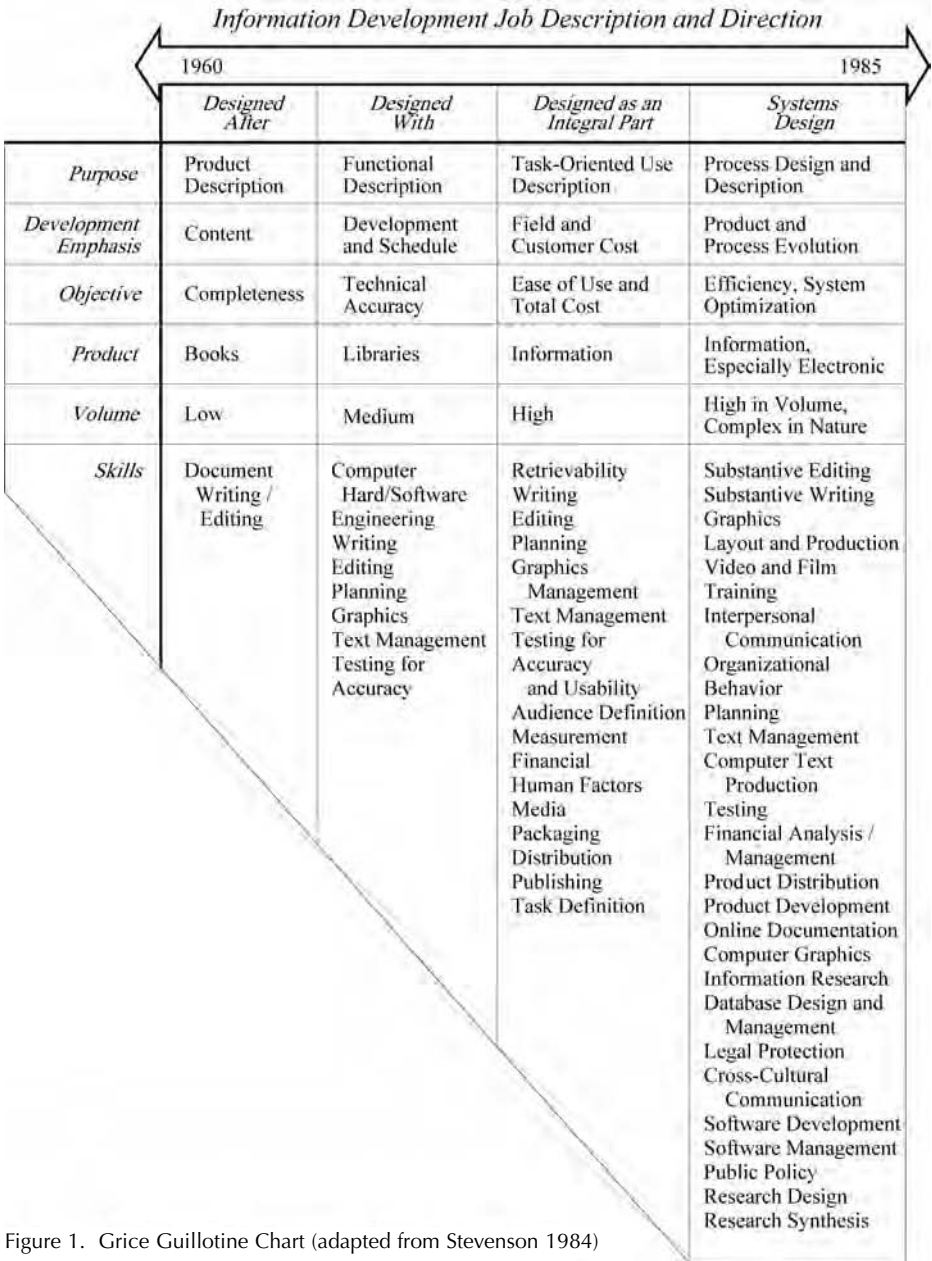 Information Development Job Description and Direction
1960 1985
Designed After Designed With Designed as an Integral Part Systems Design
Purpose
Product
Description
Functional
Description
Task-Oriented Use
Description
Process Design and
Description
Development
Emphasis
Content
Development
and Schedule
Field and
Customer Cost
Product and
Process Evolution
Objective
Completeness
Technical
Accuracy
Ease of Use and
Total Cost
Efficiency, System
Optimization
Product
Books
Libraries
Information
Information,
Especially Electronic
Volume
Low
Medium
High
High in Volume,
Complex in Nature
Skills
Document
Writing /
Editing
Computer
Hard/Software
Engineering
Writing
Editing
Planning
Graphics
Text Management
Testing for
Accuracy
Retrievability
Writing
Editing
Planning
Graphics
Management
Text Management
Testing for
Accuracy
and Usability
Audience Definition
Measurement
Financial
Human Factors
Media
Packaging
Distribution
Publishing
Task Definition
Substantive Editing
Substantive Writing
Graphics
Layout and Production
Video and Film
Training
Interpersonal
Communication
Organizational
Behavior
Planning
Text Management
Computer Text
Production
Testing
Financial Analysis /
Management
Product Distribution
Product Development
Online Documentation
Computer Graphics
Information Research
Database Design and
Management
Legal Protection
Cross-Cultural
Communication
Software Development
Software Management
Public Policy
Research Design
Research Synthesis
Figure 1. Grice Guillotine Chart (adapted from Stevenson 1984)